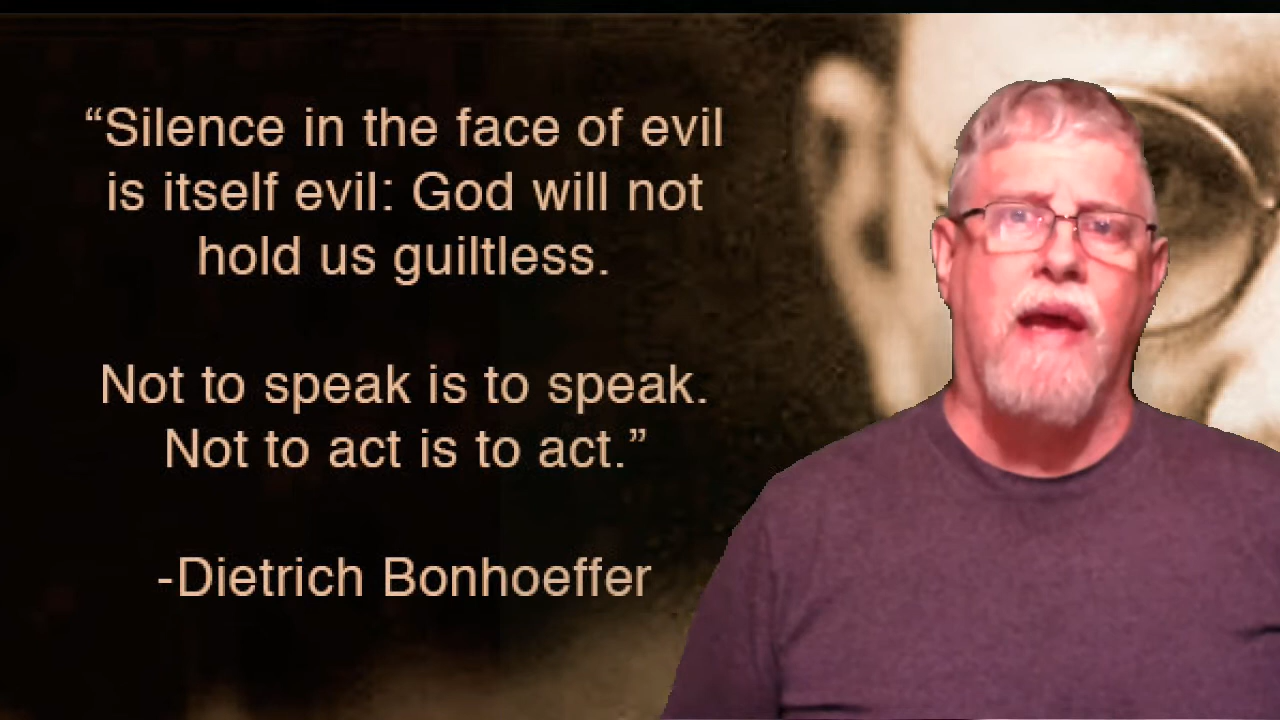 “Silence in the face of evil
is itself evil: God will not
hold us guiltless.
Not to speak is to speak.
Not to act is to act.”
-Dietrich Bonhoeffer